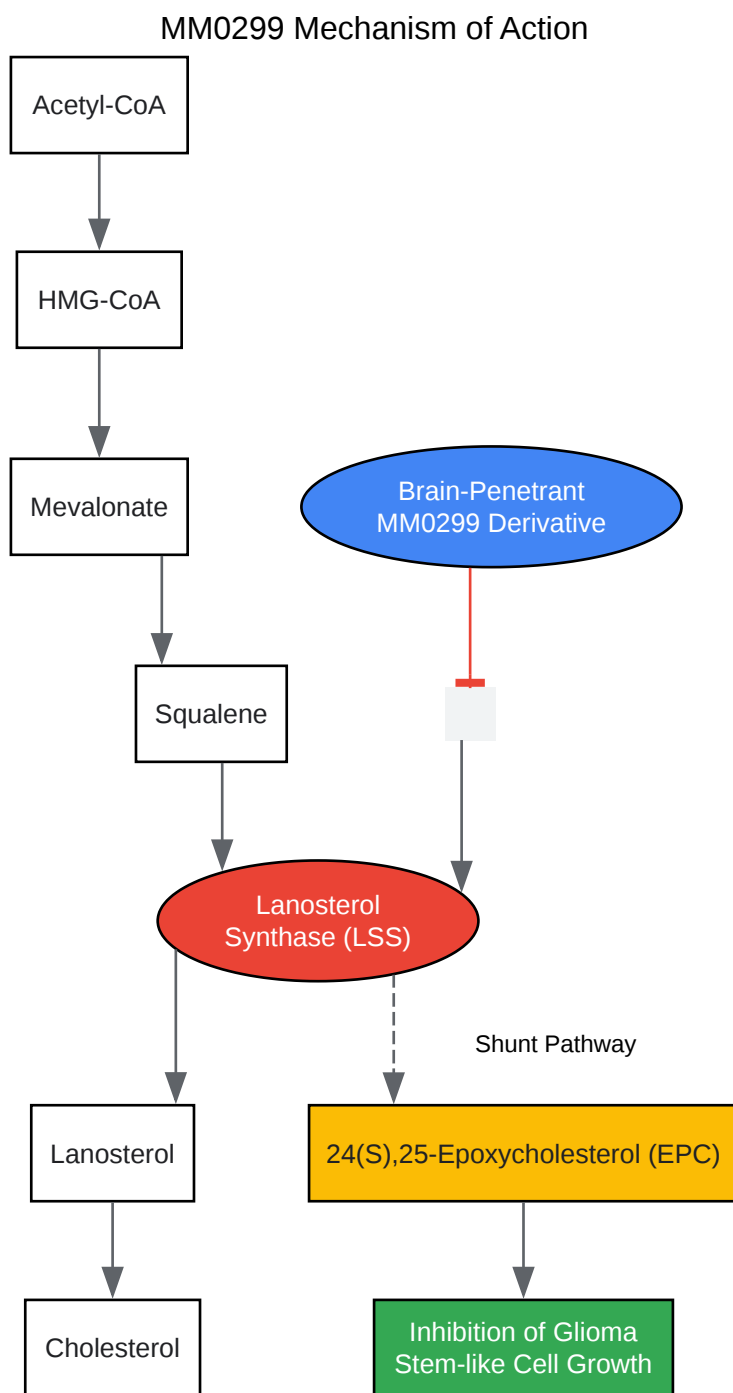 MM0299 Mechanism of Action
Acetyl-CoA
HMG-CoA
Mevalonate
Brain-Penetrant
MM0299 Derivative
Squalene
Lanosterol
Synthase (LSS)
Shunt Pathway
Lanosterol
24(S),25-Epoxycholesterol (EPC)
Cholesterol
Inhibition of Glioma
Stem-like Cell Growth